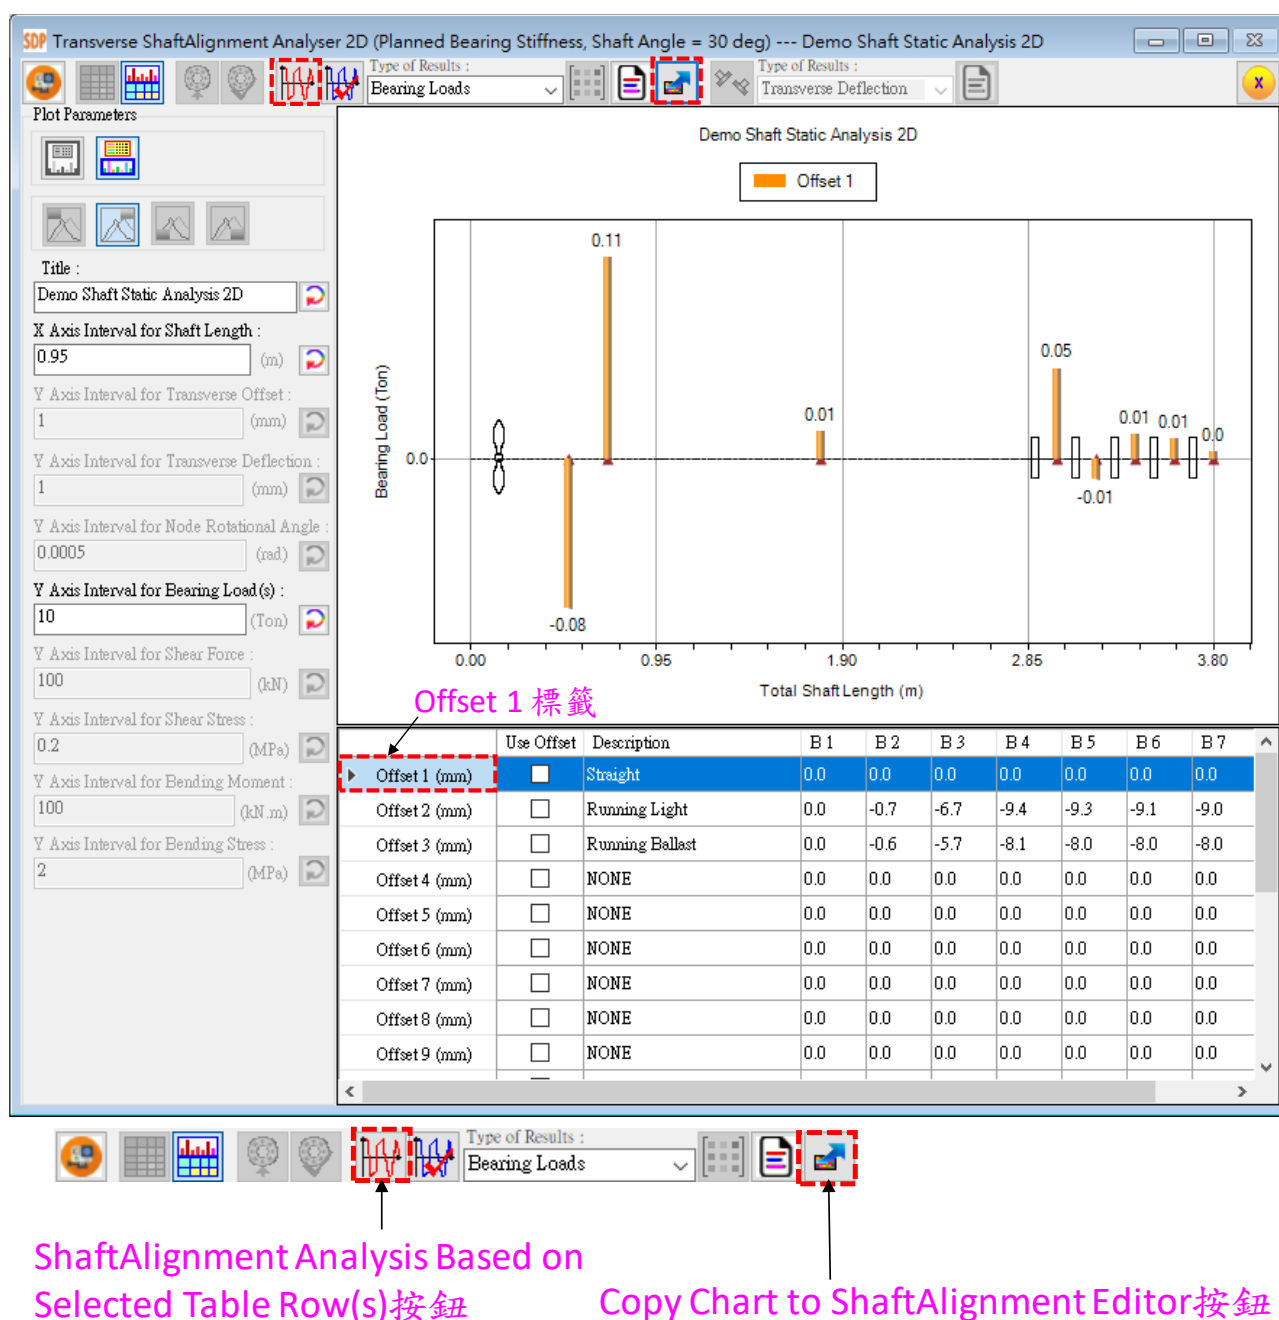 SDP Transverse ShaftAlignment Analyser 2D (Planned Bearing Stiffness, Shaft Angle = 30 deg) --- Demo Shaft Static Analysis 2D
Type of Results :
Bearing Loads
Type of Results :
Transverse Deflection
X
Plot Parameters
Title :
Demo Shaft Static Analysis 2D
X Axis Interval for Shaft Length :
0.95 (m)
Y Axis Interval for Transverse Offset :
1 (mm)
Y Axis Interval for Transverse Deflection :
1 (mm)
Y Axis Interval for Node Rotational Angle :
0.0005 (rad)
Y Axis Interval for Bearing Load(s) :
10 (Ton)
Y Axis Interval for Shear Force :
100 (kN)
Y Axis Interval for Shear Stress :
0.2 (MPa)
Y Axis Interval for Bending Moment :
100 (kN.m)
Y Axis Interval for Bending Stress :
2 (MPa)
Demo Shaft Static Analysis 2D
Offset 1
0.11
0.05
0.01
0.01 0.01
0.0
Bearing Load (Ton)
0.0
-0.01
-0.08
0.00 0.95 1.90 2.85 3.80
Total Shaft Length (m)
Offset 1 標籤
Use Offset Description B 1 B 2 B 3 B 4 B 5 B 6 B 7
Offset 1 (mm) Straight 0.0 0.0 0.0 0.0 0.0 0.0 0.0
Offset 2 (mm) Running Light 0.0 -0.7 -6.7 -9.4 -9.3 -9.1 -9.0
Offset 3 (mm) Running Ballast 0.0 -0.6 -5.7 -8.1 -8.0 -8.0 -8.0
Offset 4 (mm) NONE 0.0 0.0 0.0 0.0 0.0 0.0 0.0
Offset 5 (mm) NONE 0.0 0.0 0.0 0.0 0.0 0.0 0.0
Offset 6 (mm) NONE 0.0 0.0 0.0 0.0 0.0 0.0 0.0
Offset 7 (mm) NONE 0.0 0.0 0.0 0.0 0.0 0.0 0.0
Offset 8 (mm) NONE 0.0 0.0 0.0 0.0 0.0 0.0 0.0
Offset 9 (mm) NONE 0.0 0.0 0.0 0.0 0.0 0.0 0.0
Type of Results :
Bearing Loads
ShaftAlignment Analysis Based on
Selected Table Row(s)按鈕
Copy Chart to ShaftAlignment Editor按鈕